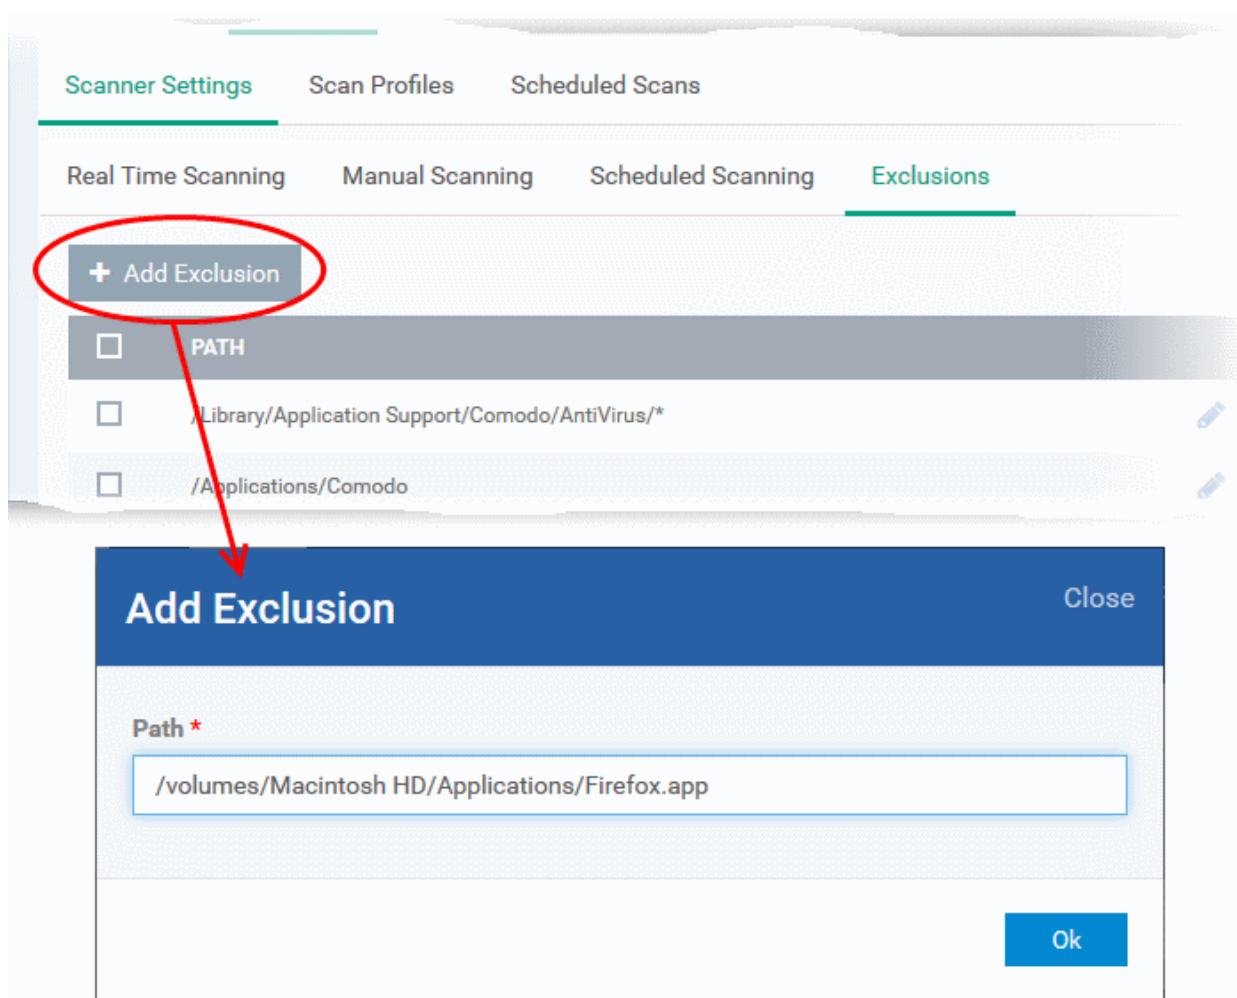 Scanner Settings Scan Profiles Scheduled Scans
Real Time Scanning Manual Scanning Scheduled Scanning Exclusions
+ Add Exclusion
PATH
/Library/Application Support/Comodo/AntiVirus/*
/Applications/Comodo
Add Exclusion Close
Path *
/volumes/Macintosh HD/Applications/Firefox.app
Ok